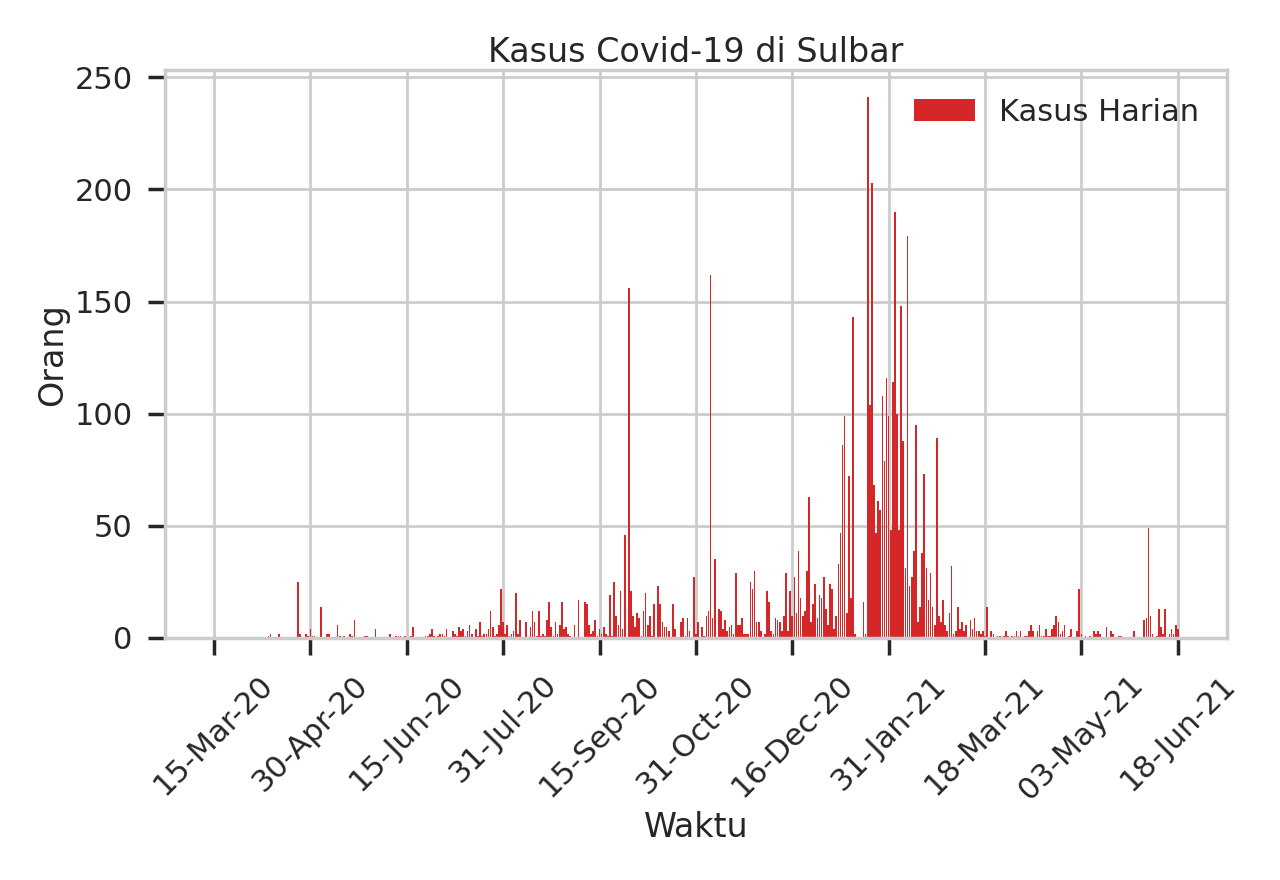 Kasus Covid-19 di Sulbar
Kasus Harian
250
200
150
100
50
0
Orang
15-Mar-20
30-Apr-20
15-Jun-20
31-Jul-20
15-Sep-20
31-Oct-20
16-Dec-20
31-Jan-21
18-Mar-21
03-May-21
18-Jun-21
Waktu